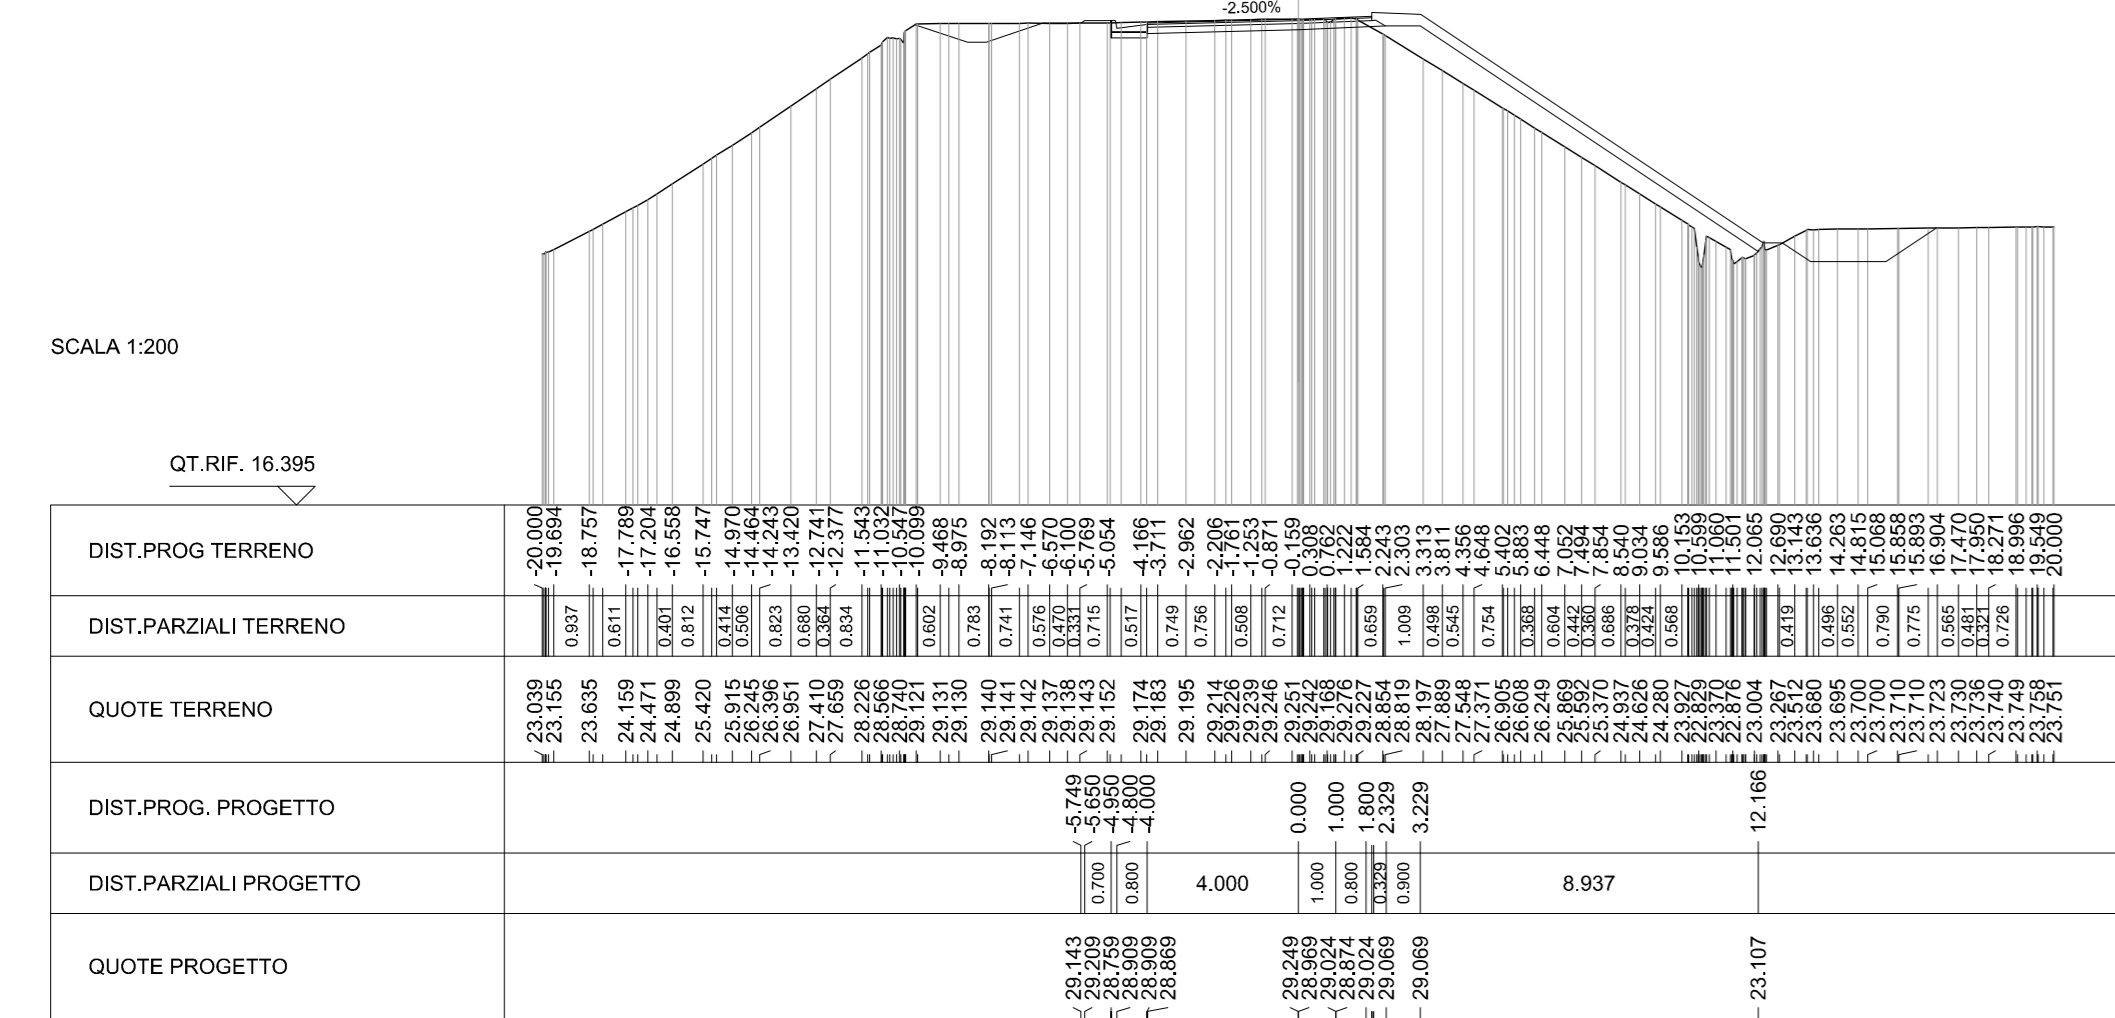 -2.500%
SCALA 1:200
QT.RIF. 16.395
DIST.PROG TERRENO
-20.000 -19.694 -18.757 -17.789 -17.204 -16.558 -15.747 -14.970 -14.464 -14.243 -13.420 -12.741 -12.377 -11.543 -11.032 -10.547 -10.099 -9.468 -8.975 -8.192 -8.113 -7.146 -6.570 -6.100 -5.769 -5.054 -4.166 -3.711 -2.962 -2.206 -1.761 -1.253 -0.871 -0.159 0.308 0.762 1.222 1.584 2.243 2.303 3.313 3.811 4.356 4.648 5.402 5.883 6.448 7.052 7.494 7.854 8.540 9.034 9.586 10.153 10.599 11.060 11.501 12.065 12.690 13.143 13.636 14.263 14.815 15.068 15.858 15.893 16.904 17.470 17.950 18.271 18.996 19.549 20.000
DIST.PARZIALI TERRENO
0.937 0.611 0.401 0.812 0.414 0.506 0.823 0.680 0.364 0.834 0.602 0.783 0.741 0.576 0.470 0.331 0.715 0.517 0.749 0.756 0.508 0.712 0.659 1.009 0.498 0.545 0.754 0.368 0.604 0.442 0.360 0.686 0.378 0.424 0.568 0.419 0.496 0.552 0.790 0.775 0.565 0.481 0.321 0.726
QUOTE TERRENO
23.039 23.155 23.635 24.159 24.471 24.899 25.420 25.915 26.245 26.396 26.951 27.410 27.659 28.226 28.566 28.740 29.121 29.131 29.130 29.140 29.141 29.142 29.137 29.138 29.143 29.152 29.174 29.183 29.195 29.214 29.226 29.239 29.246 29.251 29.242 29.168 29.276 29.227 28.854 28.819 28.197 27.889 27.548 27.371 26.905 26.608 26.249 25.869 25.592 25.370 24.937 24.626 24.280 23.927 22.829 23.370 22.876 23.004 23.267 23.512 23.680 23.695 23.700 23.700 23.710 23.710 23.723 23.730 23.736 23.740 23.749 23.758 23.751
DIST.PROG. PROGETTO
-5.749 -5.650 -4.950 -4.800 -4.000 0.000 1.000 1.800 2.329 3.229 12.166
DIST.PARZIALI PROGETTO
0.700 0.800 4.000 1.000 0.800 0.329 0.900 8.937
QUOTE PROGETTO
29.143 29.209 28.759 28.909 28.909 28.869 29.249 28.969 29.024 28.874 29.024 29.069 29.069 23.107